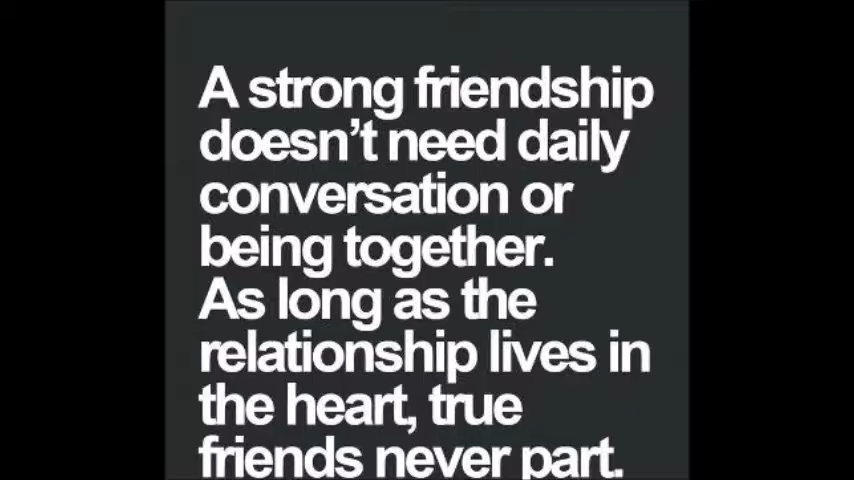 A strong friendship
doesn’t need daily
conversation or
being together.
As long as the
relationship lives in
the heart, true
friends never part.